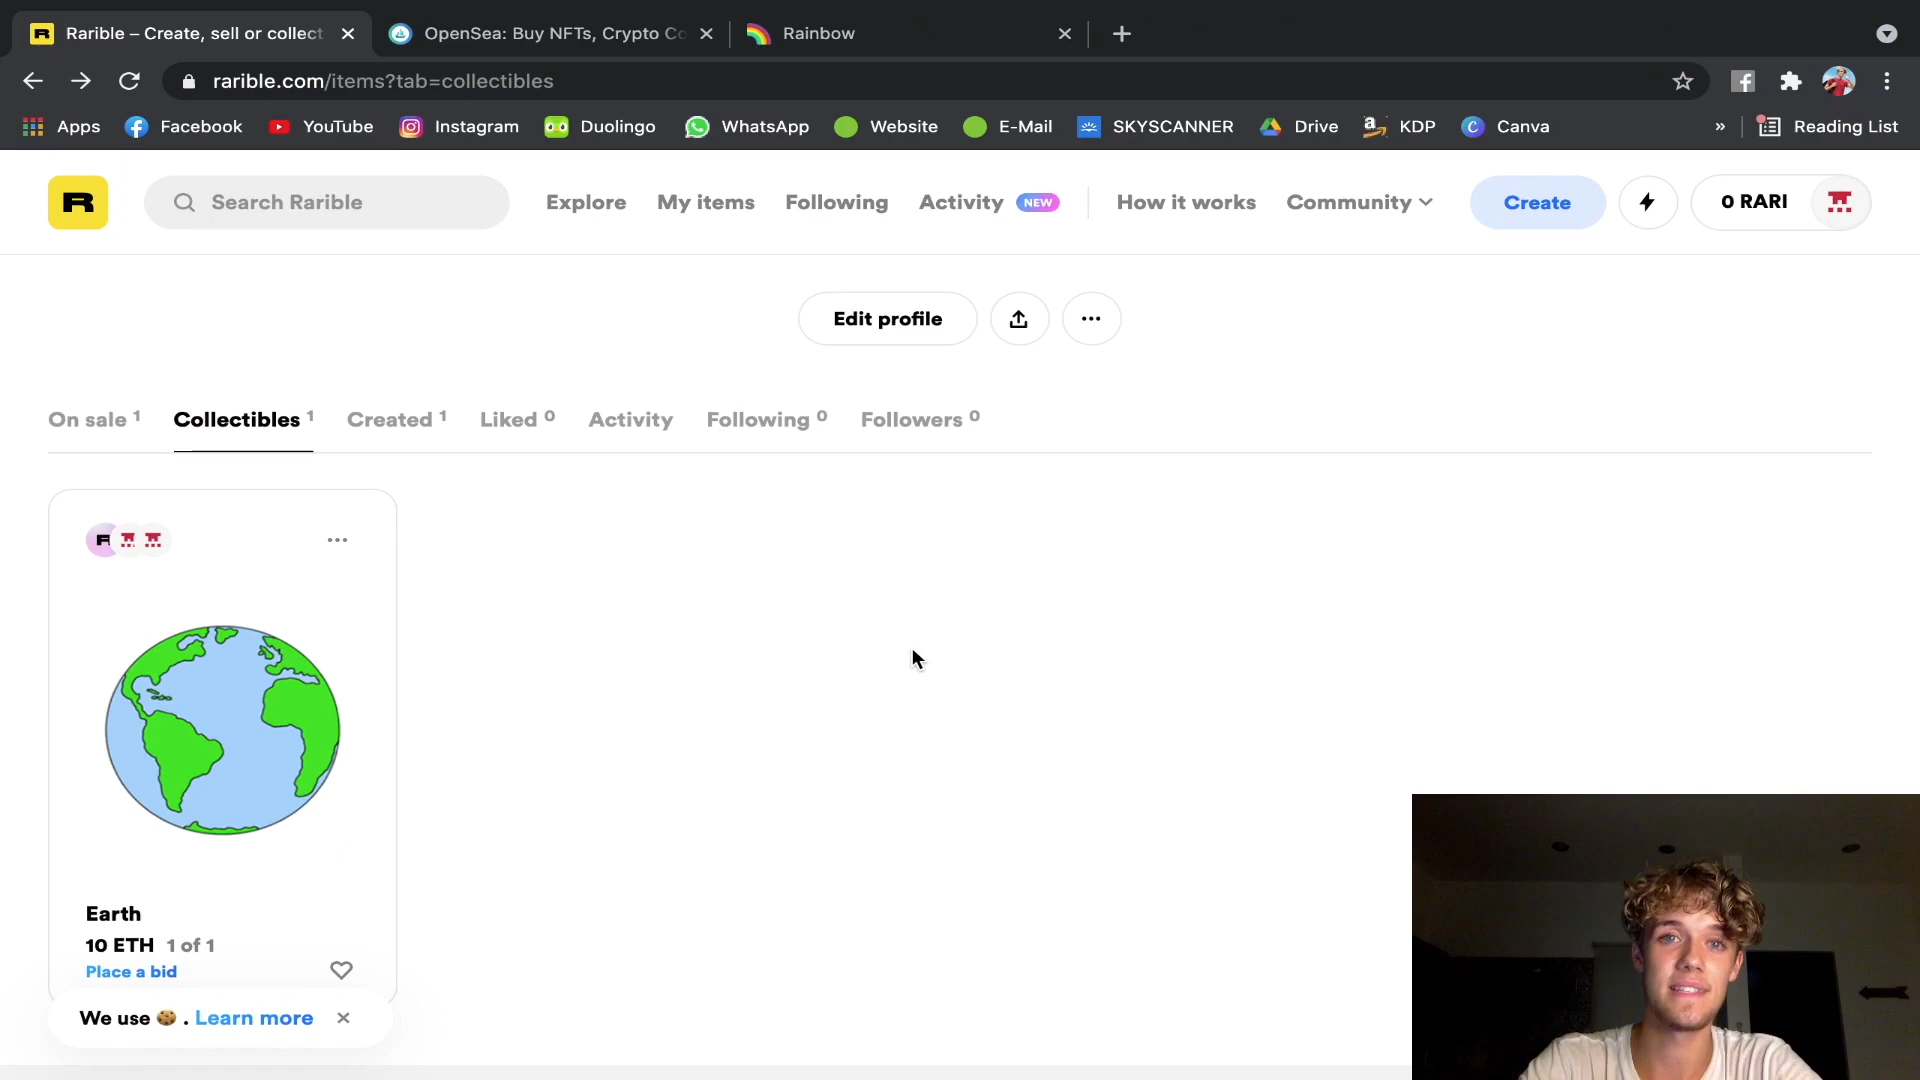 Rarible – Create, sell or collect
OpenSea: Buy NFTs, Crypto Co
Rainbow
rarible.com/items?tab=collectibles
Apps Facebook YouTube Instagram Duolingo WhatsApp Website E-Mail SKYSCANNER Drive KDP Canva » Reading List
R Search Rarible Explore My items Following Activity NEW How it works Community Create 0 RARI
Edit profile
On sale 1 Collectibles 1 Created 1 Liked 0 Activity Following 0 Followers 0
Earth
10 ETH 1 of 1
Place a bid
We use 🍪 . Learn more